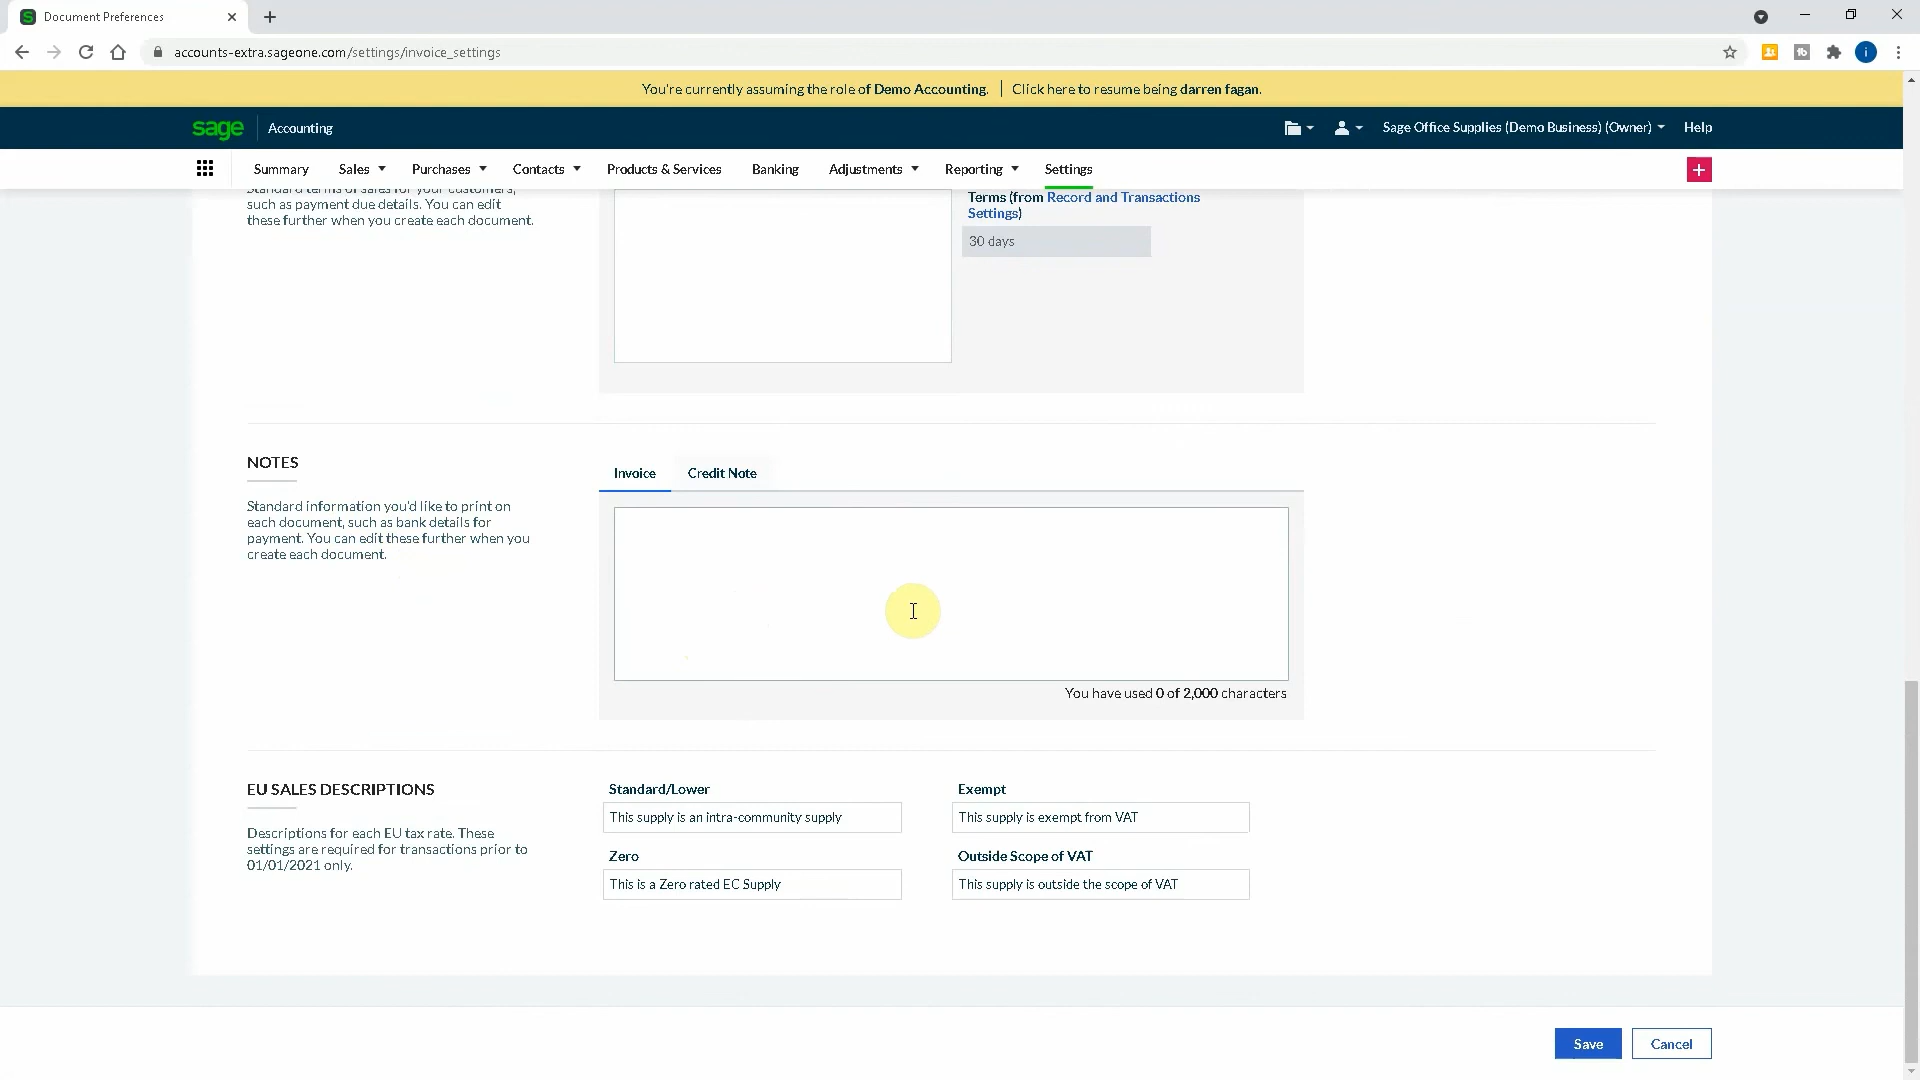 Document Preferences
accounts-extra.sageone.com/settings/invoice_settings
You're currently assuming the role of Demo Accounting. Click here to resume being darren fagan.
sage Accounting
Sage Office Supplies (Demo Business) (Owner) Help
Summary Sales Purchases Contacts Products & Services Banking Adjustments Reporting Settings
Standard terms of sales for your customers,
such as payment due details. You can edit
these further when you create each document.
Terms (from Record and Transactions
Settings)
30 days
NOTES
Standard information you'd like to print on
each document, such as bank details for
payment. You can edit these further when you
create each document.
Invoice Credit Note
You have used 0 of 2,000 characters
EU SALES DESCRIPTIONS
Descriptions for each EU tax rate. These
settings are required for transactions prior to
01/01/2021 only.
Standard/Lower
This supply is an intra-community supply
Exempt
This supply is exempt from VAT
Zero
This is a Zero rated EC Supply
Outside Scope of VAT
This supply is outside the scope of VAT
Save Cancel